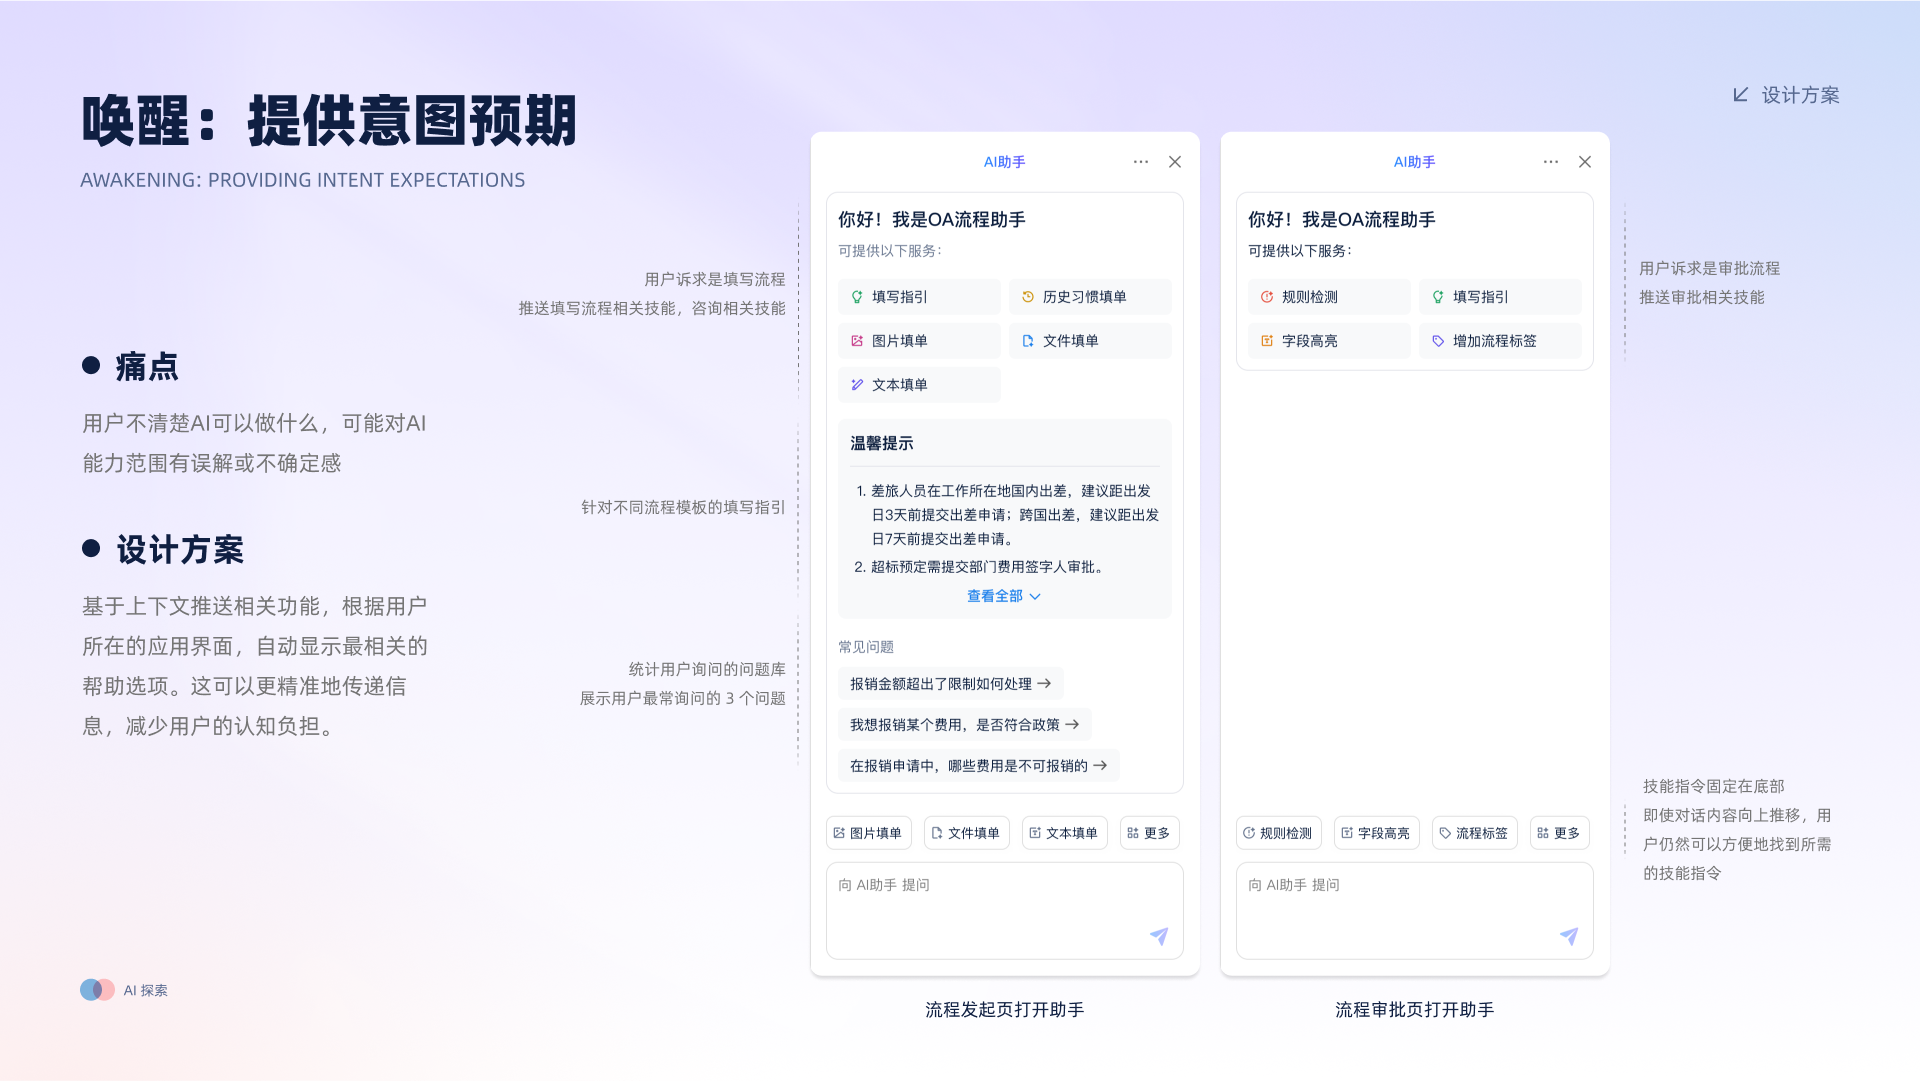 唤醒：提供意图预期
AWAKENING: PROVIDING INTENT EXPECTATIONS
设计方案
痛点
用户不清楚AI可以做什么，可能对AI
能力范围有误解或不确定感
设计方案
基于上下文推送相关功能，根据用户
所在的应用界面，自动显示最相关的
帮助选项。这可以更精准地传递信
息，减少用户的认知负担。
用户诉求是填写流程
推送填写流程相关技能，咨询相关技能
针对不同流程模板的填写指引
统计用户询问的问题库
展示用户最常询问的 3 个问题
AI助手
你好！我是OA流程助手
可提供以下服务：
填写指引
历史习惯填单
图片填单
文件填单
文本填单
温馨提示
1. 差旅人员在工作所在地国内出差，建议距出发
日3天前提交出差申请；跨国出差，建议距出发
日7天前提交出差申请。
2. 超标预定需提交部门费用签字人审批。
查看全部
常见问题
报销金额超出了限制如何处理 →
我想报销某个费用，是否符合政策 →
在报销申请中，哪些费用是不可报销的 →
图片填单
文件填单
文本填单
更多
向 AI助手 提问
流程发起页打开助手
AI助手
你好！我是OA流程助手
可提供以下服务：
规则检测
填写指引
字段高亮
增加流程标签
规则检测
字段高亮
流程标签
更多
向 AI助手 提问
流程审批页打开助手
用户诉求是审批流程
推送审批相关技能
技能指令固定在底部
即使对话内容向上推移，用
户仍然可以方便地找到所需
的技能指令
AI 探索